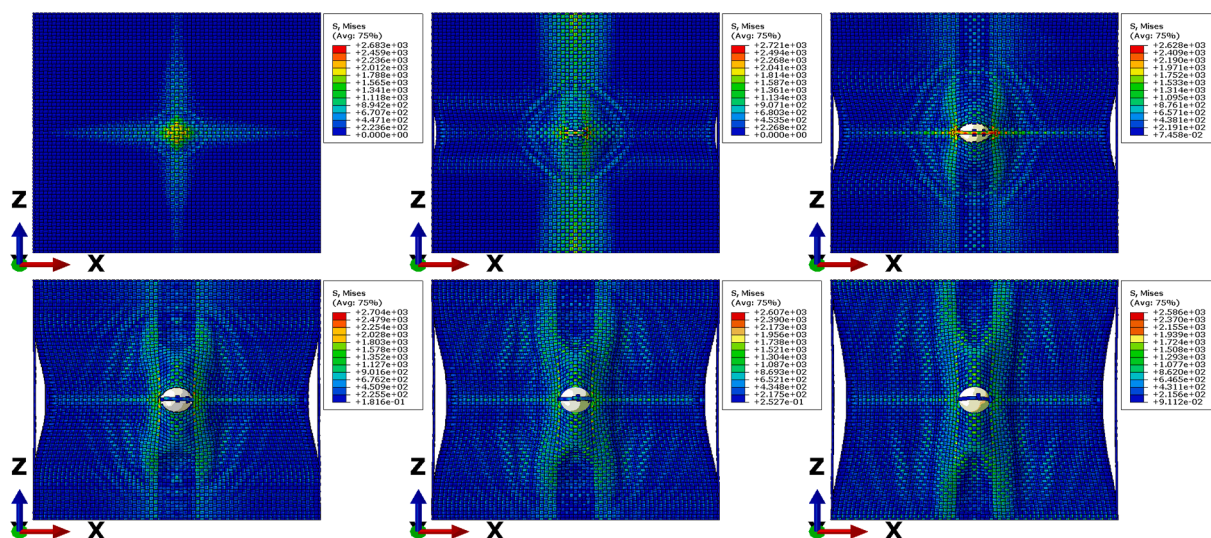 S, Mises
(Avg: 75%)
+2.683e+03
+2.459e+03
+2.236e+03
+2.012e+03
+1.788e+03
+1.565e+03
+1.341e+03
+1.118e+03
+8.942e+02
+6.707e+02
+4.471e+02
+2.236e+02
+0.000e+00
Z
X
S, Mises
(Avg: 75%)
+2.721e+03
+2.494e+03
+2.268e+03
+2.041e+03
+1.814e+03
+1.587e+03
+1.361e+03
+1.134e+03
+9.071e+02
+6.803e+02
+4.535e+02
+2.268e+02
+0.000e+00
Z
X
S, Mises
(Avg: 75%)
+2.628e+03
+2.409e+03
+2.190e+03
+1.971e+03
+1.752e+03
+1.533e+03
+1.314e+03
+1.095e+03
+8.761e+02
+6.571e+02
+4.381e+02
+2.191e+02
+7.458e-02
Z
X
S, Mises
(Avg: 75%)
+2.704e+03
+2.479e+03
+2.254e+03
+2.028e+03
+1.803e+03
+1.578e+03
+1.352e+03
+1.127e+03
+9.016e+02
+6.762e+02
+4.509e+02
+2.255e+02
+1.816e-01
Z
X
S, Mises
(Avg: 75%)
+2.607e+03
+2.390e+03
+2.173e+03
+1.956e+03
+1.738e+03
+1.521e+03
+1.304e+03
+1.087e+03
+8.693e+02
+6.521e+02
+4.348e+02
+2.175e+02
+2.527e-01
Z
X
S, Mises
(Avg: 75%)
+2.586e+03
+2.370e+03
+2.155e+03
+1.939e+03
+1.724e+03
+1.508e+03
+1.293e+03
+1.077e+03
+8.620e+02
+6.465e+02
+4.311e+02
+2.156e+02
+9.112e-02
Z
X